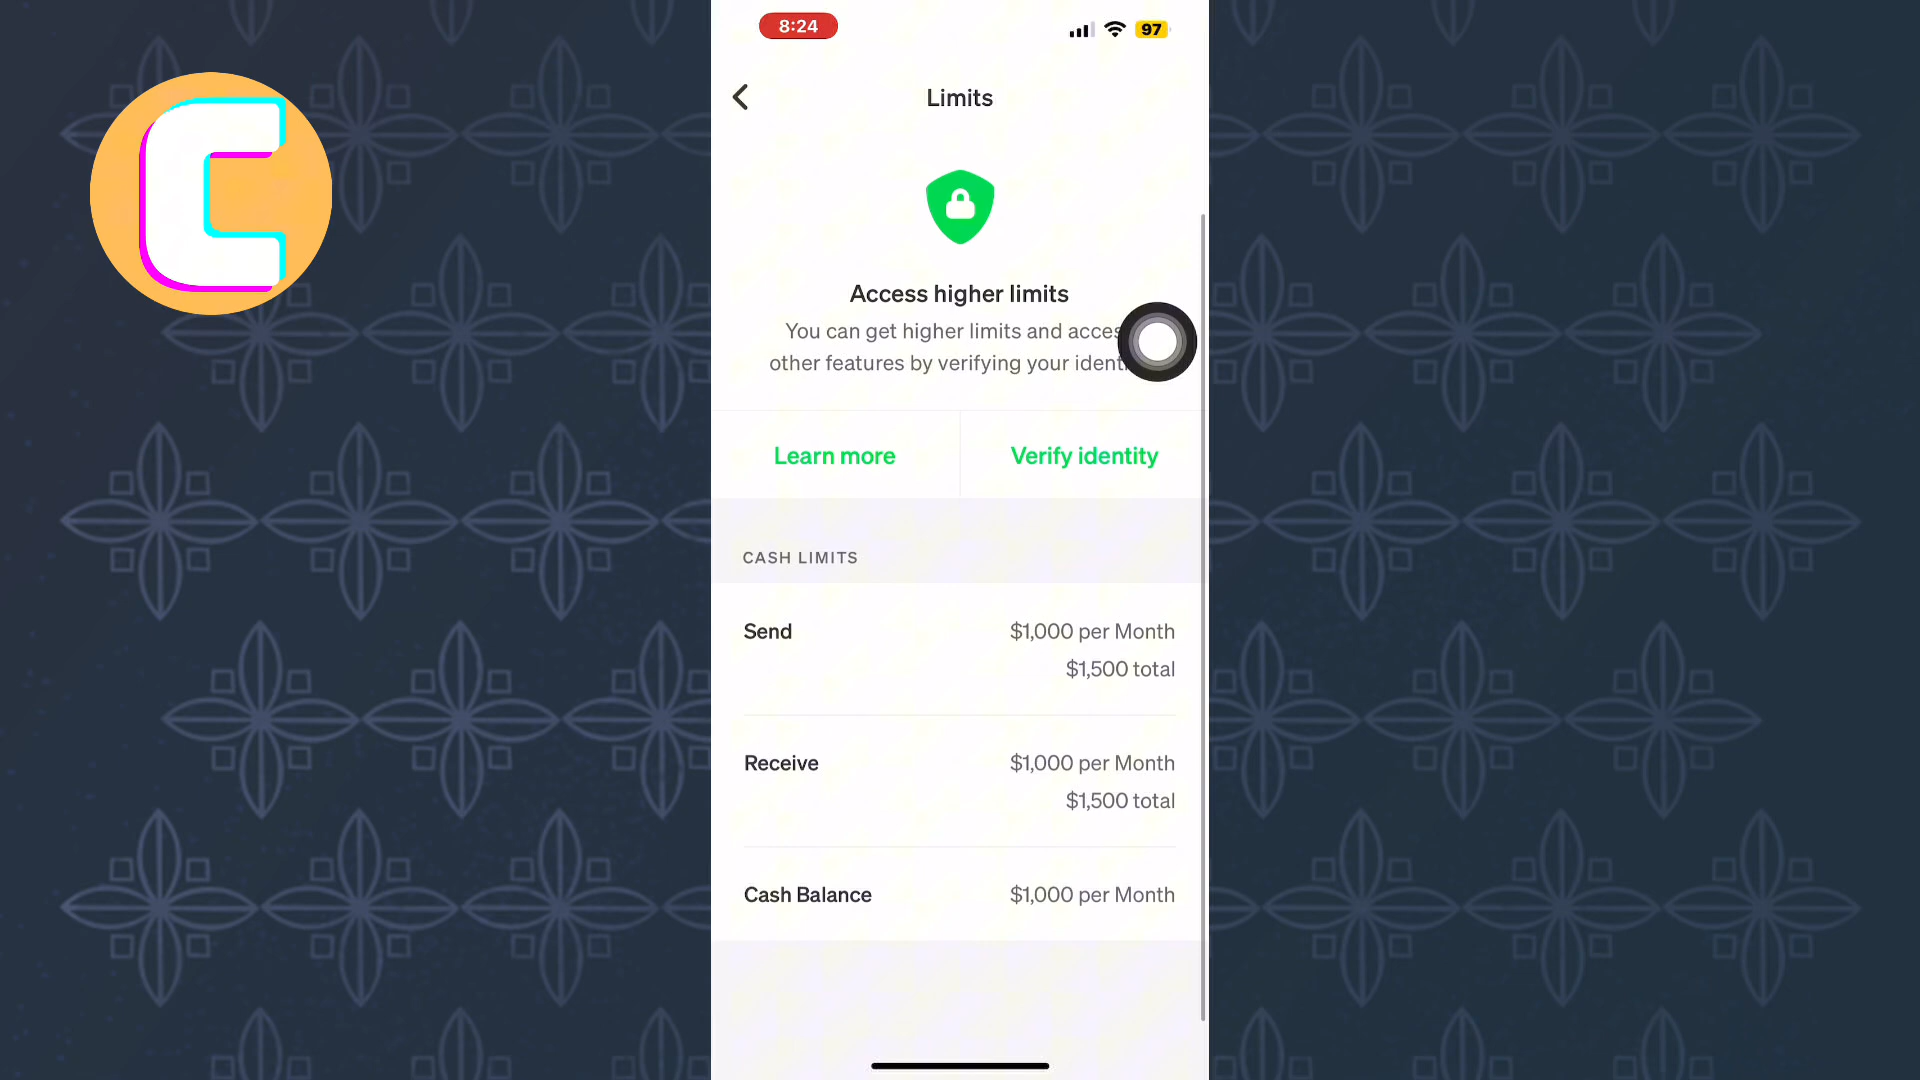 C
8:24
97
Limits
Access higher limits
You can get higher limits and acces
other features by verifying your ident
Learn more
Verify identity
CASH LIMITS
Send
$1,000 per Month
$1,500 total
Receive
$1,000 per Month
$1,500 total
Cash Balance
$1,000 per Month